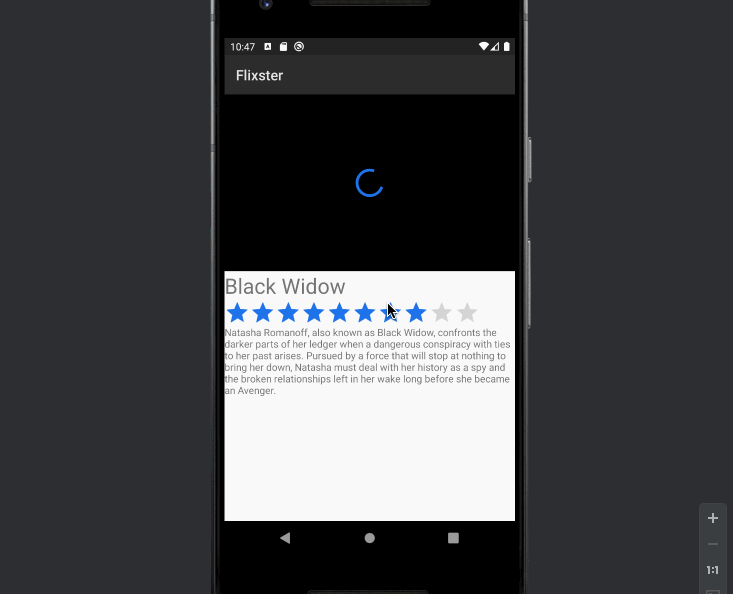 10:47
Flixster
Black Widow
Natasha Romanoff, also known as Black Widow, confronts the
darker parts of her ledger when a dangerous conspiracy with ties
to her past arises. Pursued by a force that will stop at nothing to
bring her down, Natasha must deal with her history as a spy and
the broken relationships left in her wake long before she became
an Avenger.
1:1